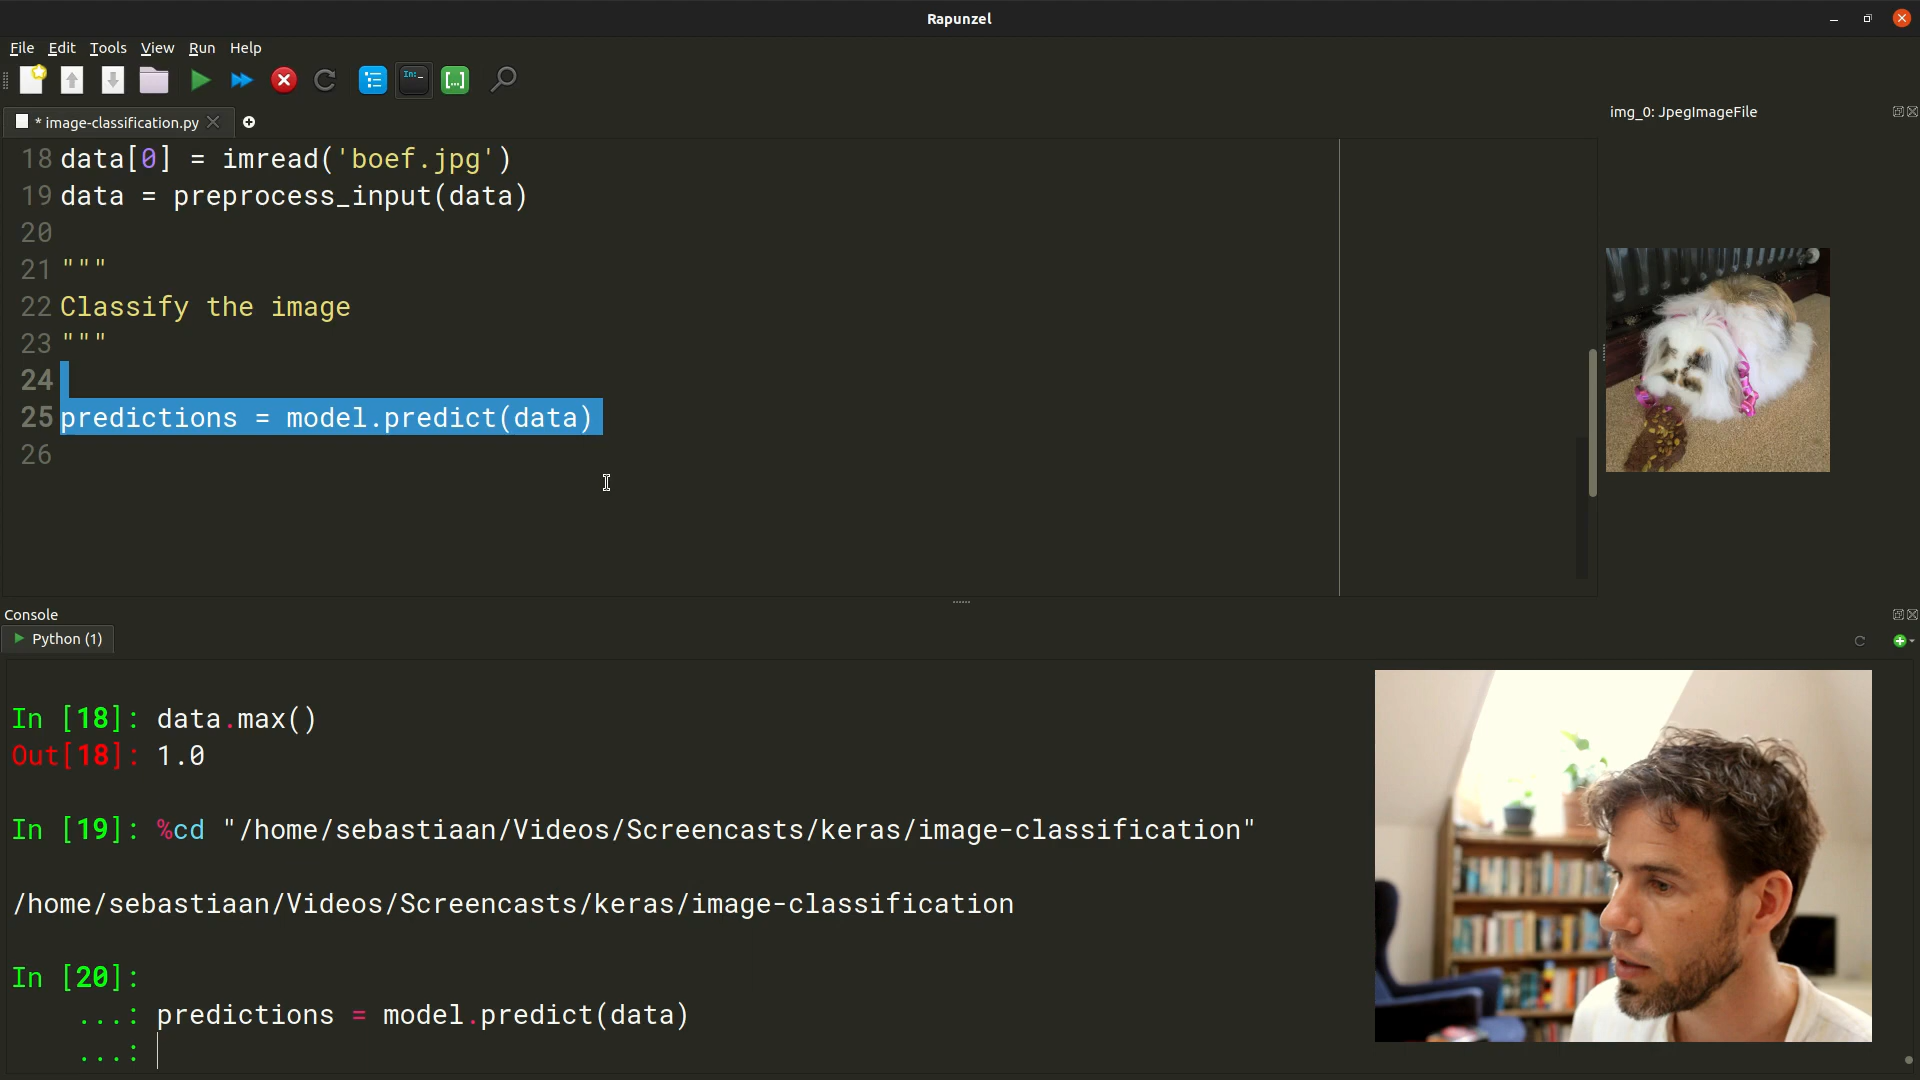 Rapunzel
File Edit Tools View Run Help
In:_
[...]
* image-classification.py
img_0: JpegImageFile
18 data[0] = imread('boef.jpg')
19 data = preprocess_input(data)
20
21 """
22 Classify the image
23 """
24
25 predictions = model.predict(data)
26
Console
Python (1)
In [18]: data.max()
Out[18]: 1.0
In [19]: %cd "/home/sebastiaan/Videos/Screencasts/keras/image-classification"
/home/sebastiaan/Videos/Screencasts/keras/image-classification
In [20]:
...: predictions = model.predict(data)
...: